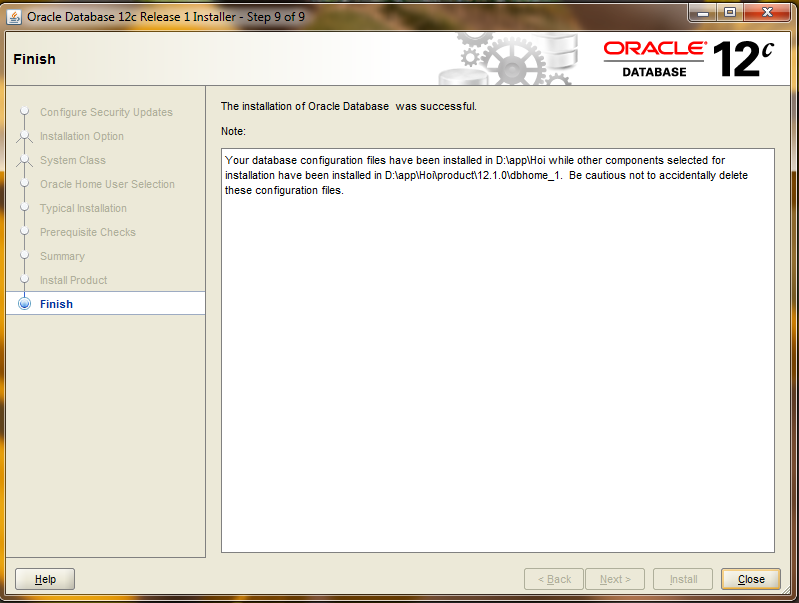 Oracle Database 12c Release 1 Installer - Step 9 of 9
Finish
ORACLE®
DATABASE
12c
Configure Security Updates
Installation Option
System Class
Oracle Home User Selection
Typical Installation
Prerequisite Checks
Summary
Install Product
Finish
The installation of Oracle Database  was successful.
Note:
Your database configuration files have been installed in D:\app\Hoi while other components selected for
installation have been installed in D:\app\Hoi\product\12.1.0\dbhome_1.  Be cautious not to accidentally delete
these configuration files.
Help
< Back
Next >
Install
Close